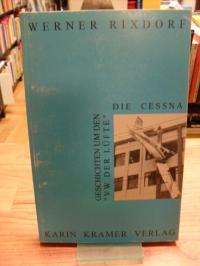 WERNER RIXDORF
DIE CESSNA
GESCHICHTEN UM DEN
"VW DER LÜFTE"
KARIN KRAMER VERLAG